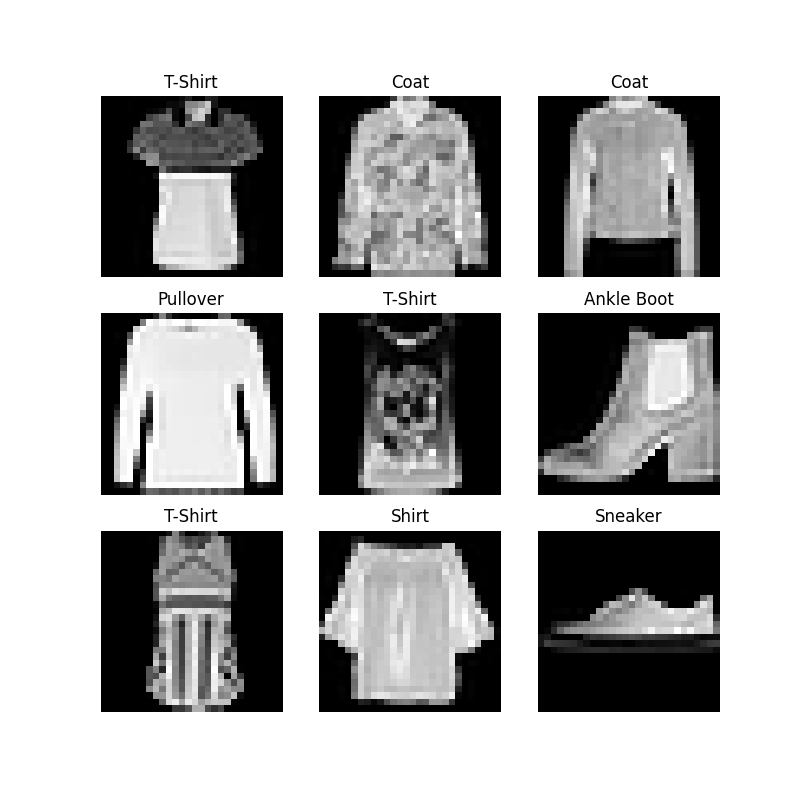 T-Shirt
Coat
Coat
Pullover
T-Shirt
Ankle Boot
T-Shirt
Shirt
Sneaker